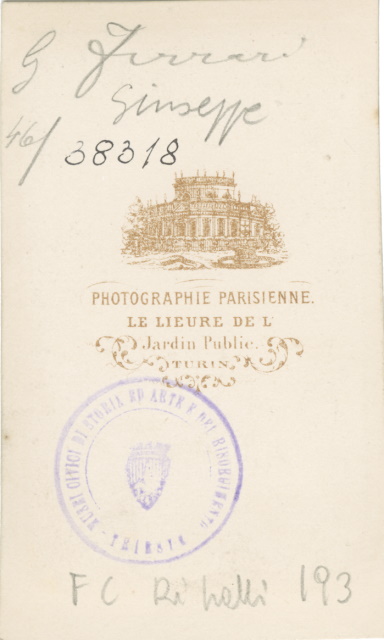 G Ferrari
Giuseppe
46/
38318
PHOTOGRAPHIE PARISIENNE.
LE LIEURE DE L'
Jardin Public.
TURIN
MUSEI CIVICI DI STORIA ED ARTE E DEL RISORGIMENTO
- TRIESTE -
F C 193